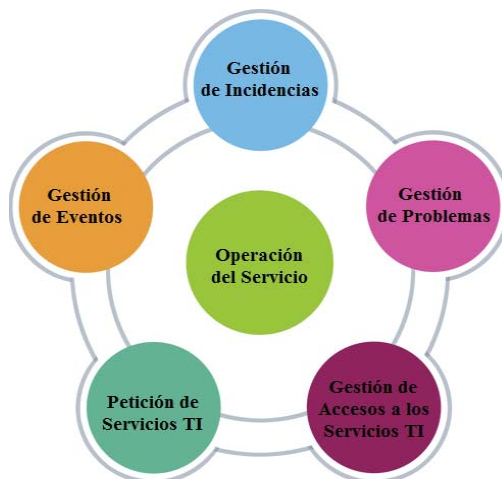 Gestión
de Incidencias
Gestión
de Eventos
Gestión
de Problemas
Operación
del Servicio
Petición de
Servicios TI
Gestión de
Accesos a los
Servicios TI